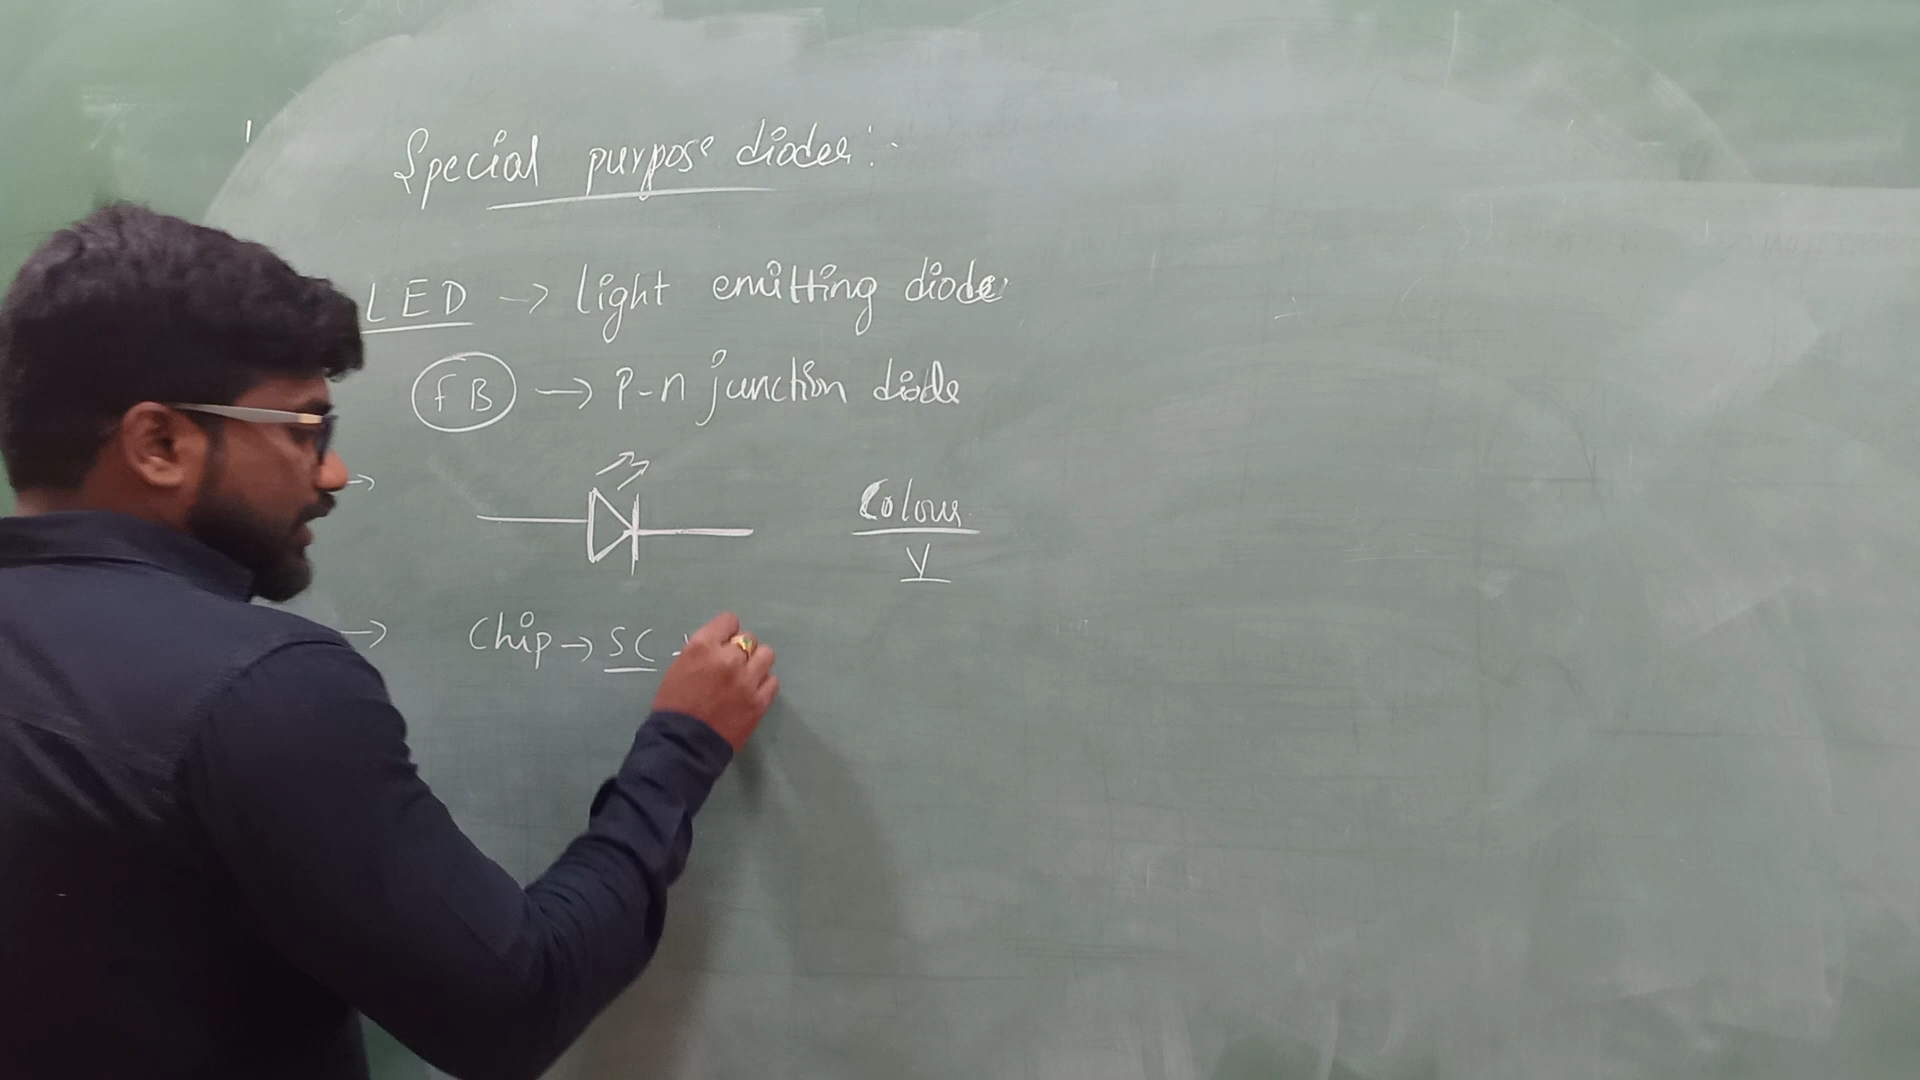 Special purpose diodes:-
LED → light emitting diode
FB → P-n junction diode
→
Colour
V
→ Chip → SC →